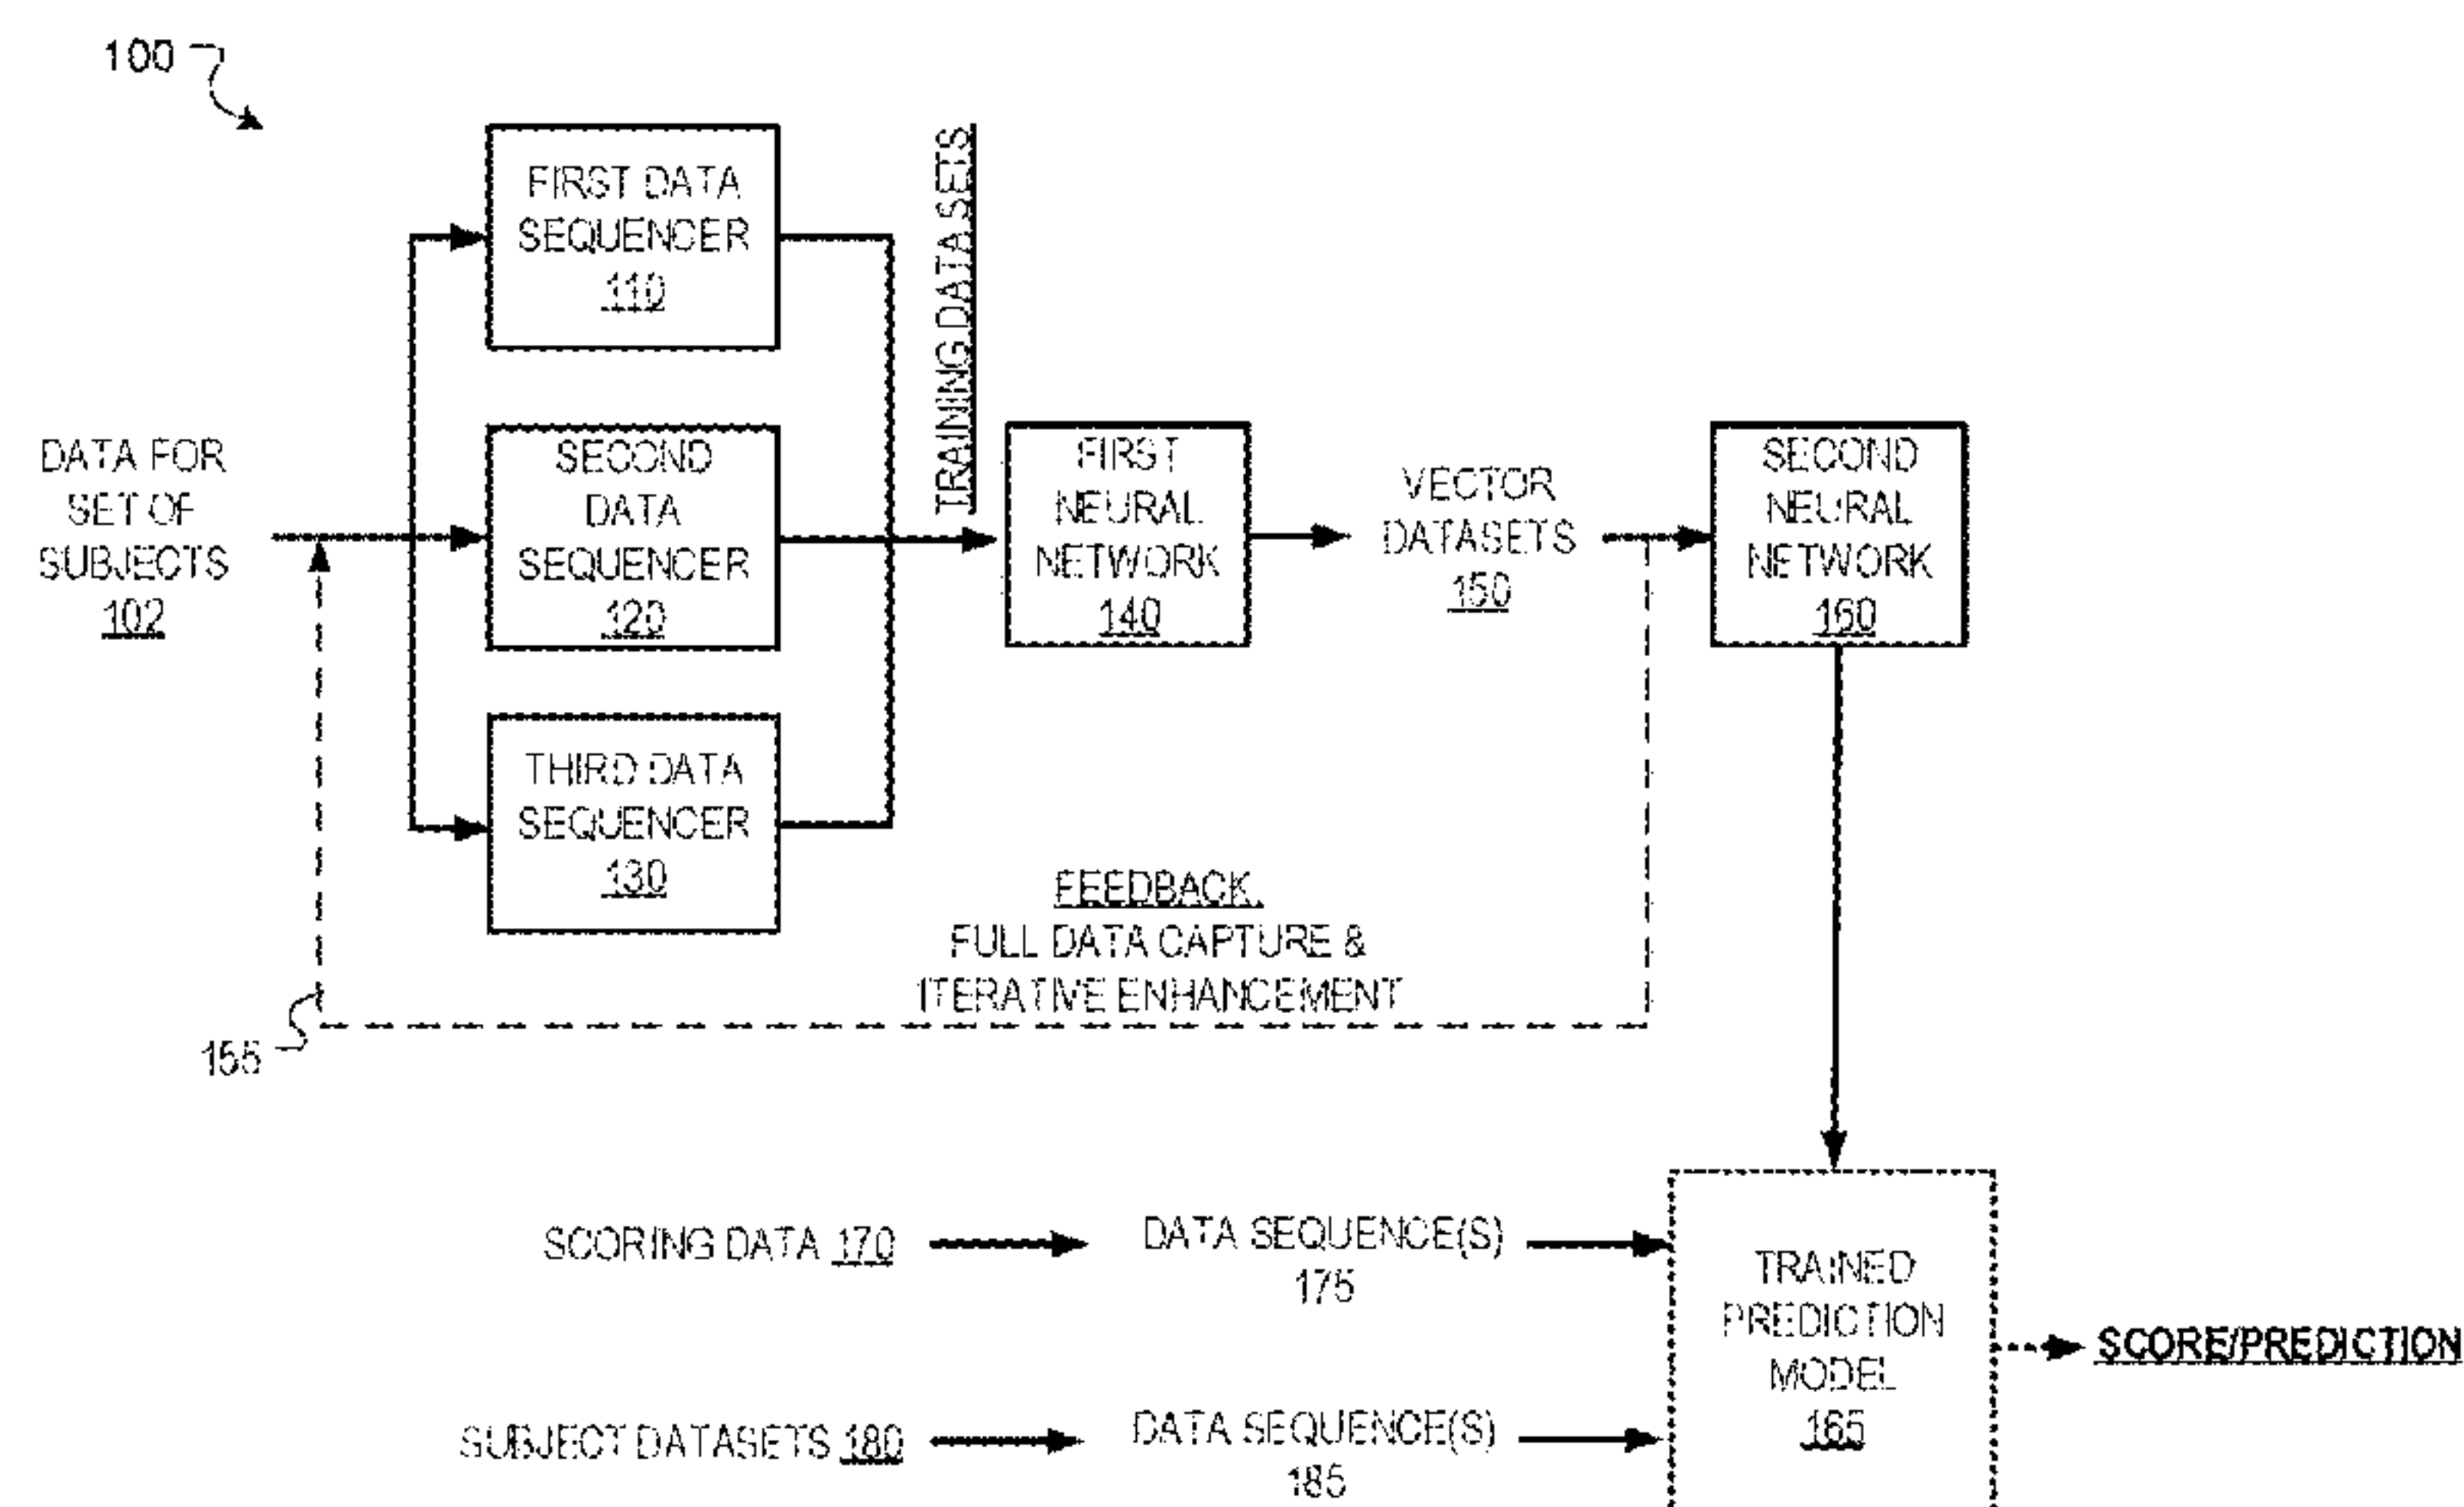 100
FIRST DATA
SEQUENCER
110
TRAINING DATA SETS
DATA FOR
SET OF
SUBJECTS
102
SECOND
DATA
SEQUENCER
120
FIRST
NEURAL
NETWORK
140
VECTOR
DATASETS
150
SECOND
NEURAL
NETWORK
160
THIRD DATA
SEQUENCER
130
FEEDBACK
FULL DATA CAPTURE &
ITERATIVE ENHANCEMENT
155
SCORING DATA 170
DATA SEQUENCE(S)
175
TRAINED
PREDICTION
MODEL
165
SCORE/PREDICTION
SUBJECT DATASETS 180
DATA SEQUENCE(S)
185